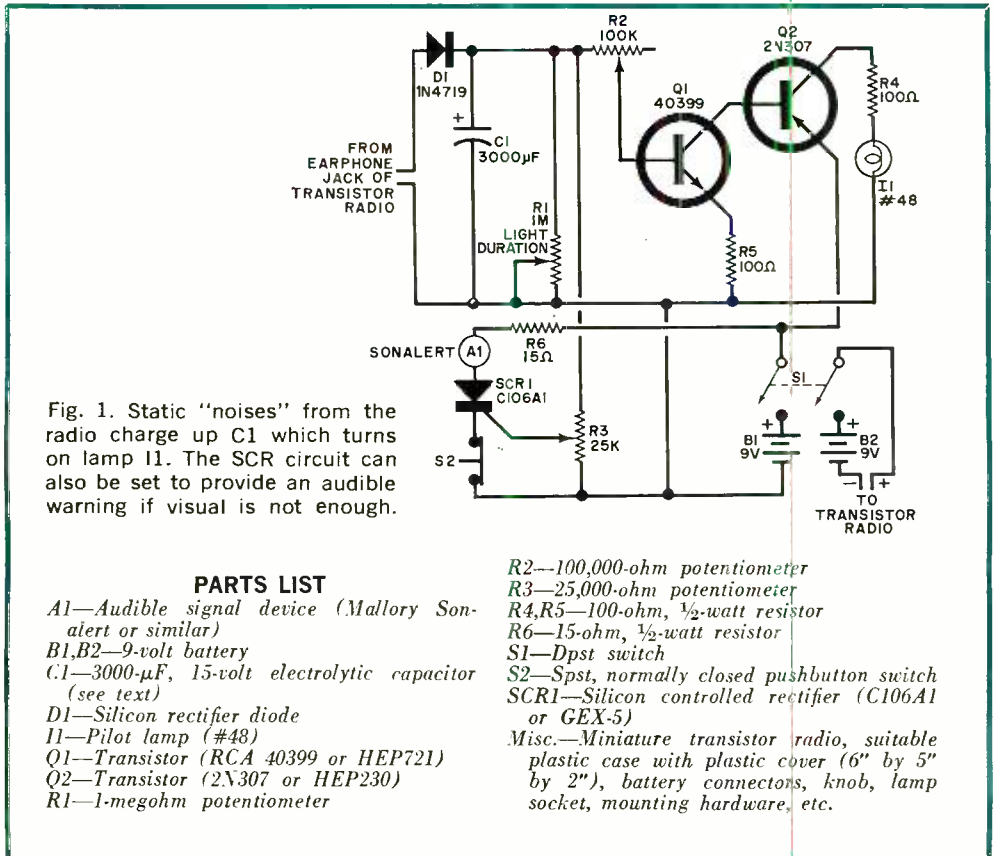 R2
100K
Q2
2N307
D1
1N4719
Q1
40399
R4
100Ω
+
C1
3000µF
FROM
EARPHONE
JACK OF
TRANSISTOR
RADIO
I1
#48
R1
1M
LIGHT
DURATION
R5
100Ω
SONALERT
A1
R6
15Ω
S1
SCR1
C106A1
R3
25K
S2
+
B1
9V
+
B2
9V
- +
TO
TRANSISTOR
RADIO
Fig. 1. Static "noises" from the
radio charge up C1 which turns
on lamp I1. The SCR circuit can
also be set to provide an audible
warning if visual is not enough.
PARTS LIST
A1—Audible signal device (Mallory Son-
alert or similar)
B1,B2—9-volt battery
C1—3000-µF, 15-volt electrolytic capacitor
(see text)
D1—Silicon rectifier diode
I1—Pilot lamp (#48)
Q1—Transistor (RCA 40399 or HEP721)
Q2—Transistor (2N307 or HEP230)
R1—1-megohm potentiometer
R2—100,000-ohm potentiometer
R3—25,000-ohm potentiometer
R4,R5—100-ohm, ½-watt resistor
R6—15-ohm, ½-watt resistor
S1—Dpst switch
S2—Spst, normally closed pushbutton switch
SCR1—Silicon controlled rectifier (C106A1
or GEX-5)
Misc.—Miniature transistor radio, suitable
plastic case with plastic cover (6" by 5"
by 2"), battery connectors, knob, lamp
socket, mounting hardware, etc.